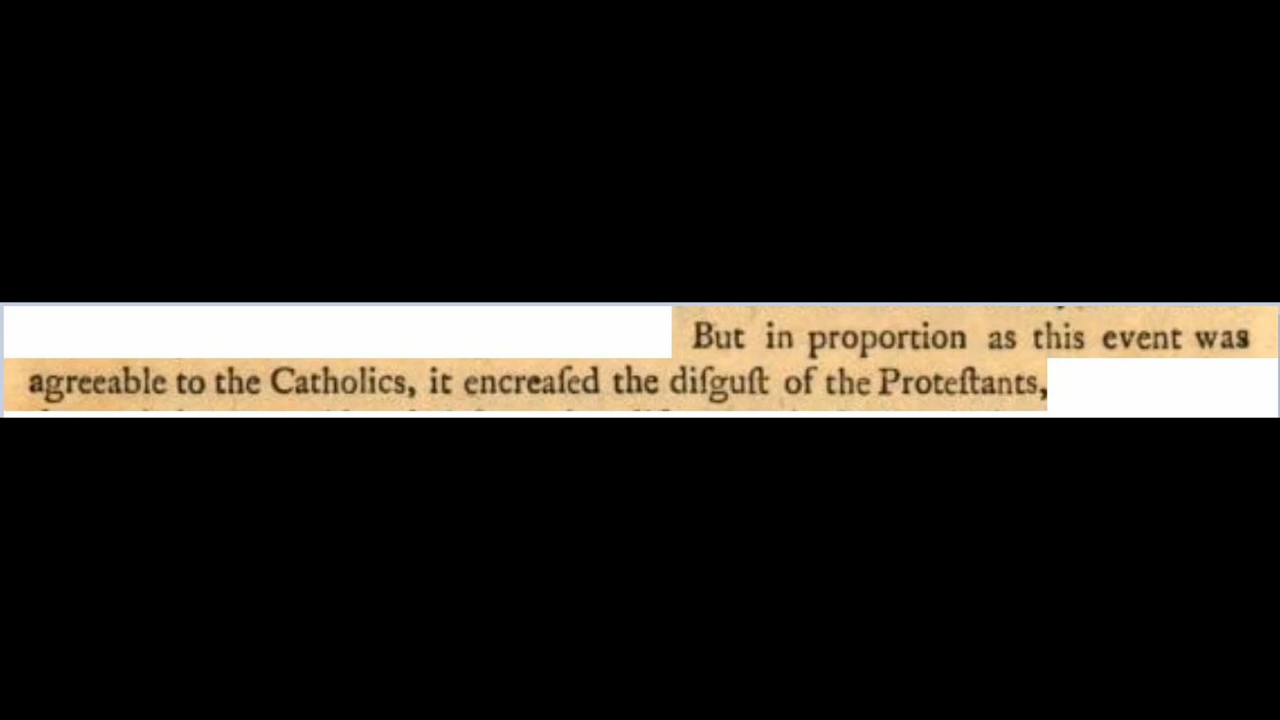 But in proportion as this event was
agreeable to the Catholics, it encreaſed the diſguſt of the Proteſtants,